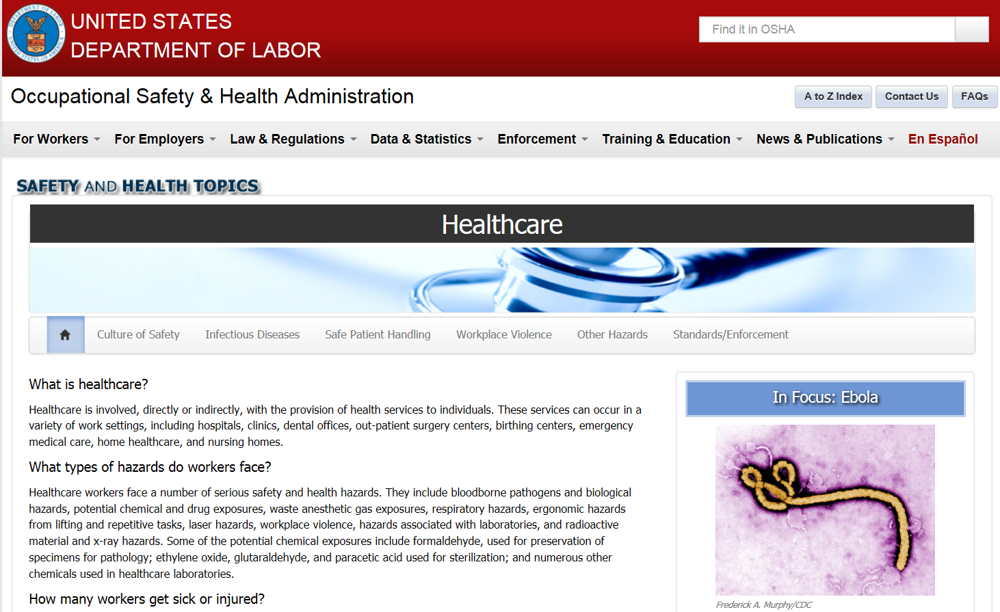 UNITED STATES
DEPARTMENT OF LABOR
Find it in OSHA
Occupational Safety & Health Administration
A to Z Index
Contact Us
FAQs
For Workers
For Employers
Law & Regulations
Data & Statistics
Enforcement
Training & Education
News & Publications
En Español
SAFETY AND HEALTH TOPICS
Healthcare
Culture of Safety
Infectious Diseases
Safe Patient Handling
Workplace Violence
Other Hazards
Standards/Enforcement
What is healthcare?
Healthcare is involved, directly or indirectly, with the provision of health services to individuals. These services can occur in a
variety of work settings, including hospitals, clinics, dental offices, out-patient surgery centers, birthing centers, emergency
medical care, home healthcare, and nursing homes.
What types of hazards do workers face?
Healthcare workers face a number of serious safety and health hazards. They include bloodborne pathogens and biological
hazards, potential chemical and drug exposures, waste anesthetic gas exposures, respiratory hazards, ergonomic hazards
from lifting and repetitive tasks, laser hazards, workplace violence, hazards associated with laboratories, and radioactive
material and x-ray hazards. Some of the potential chemical exposures include formaldehyde, used for preservation of
specimens for pathology; ethylene oxide, glutaraldehyde, and paracetic acid used for sterilization; and numerous other
chemicals used in healthcare laboratories.
How many workers get sick or injured?
In Focus: Ebola
Frederick A. Murphy/CDC